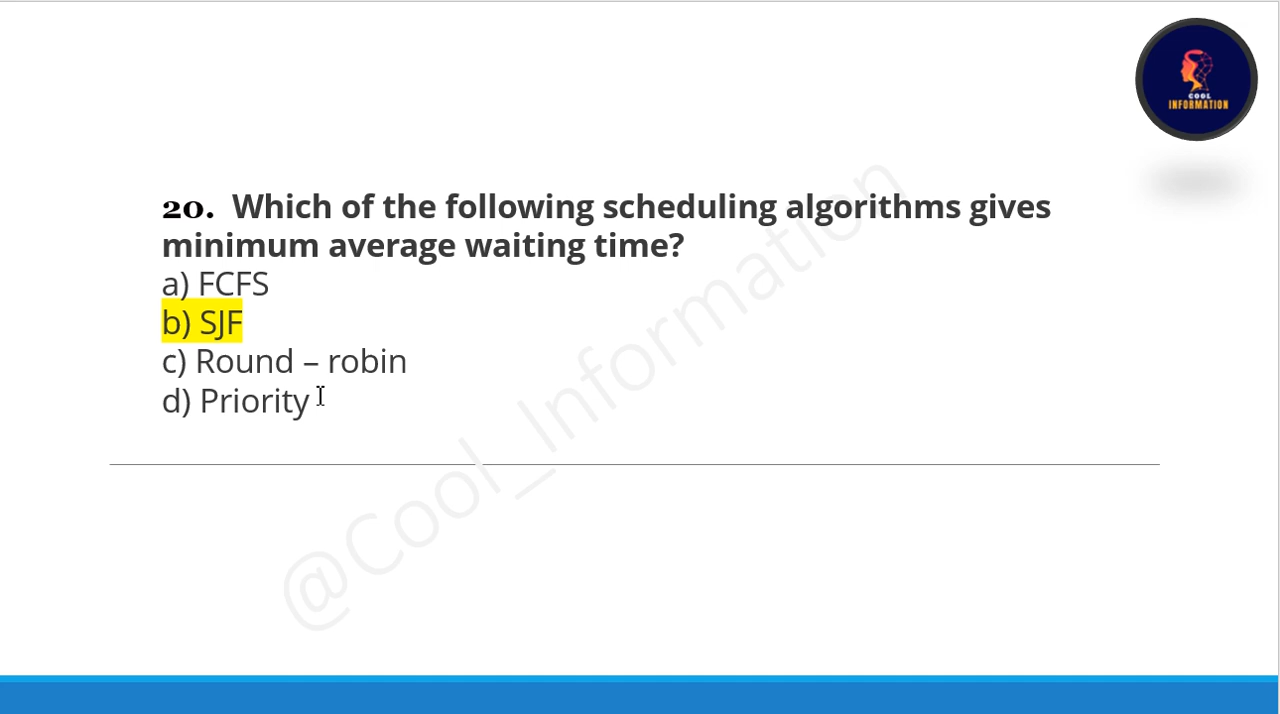 COOL
INFORMATION
20. Which of the following scheduling algorithms gives
minimum average waiting time?
a) FCFS
b) SJF
c) Round – robin
d) Priority
@Cool_Information